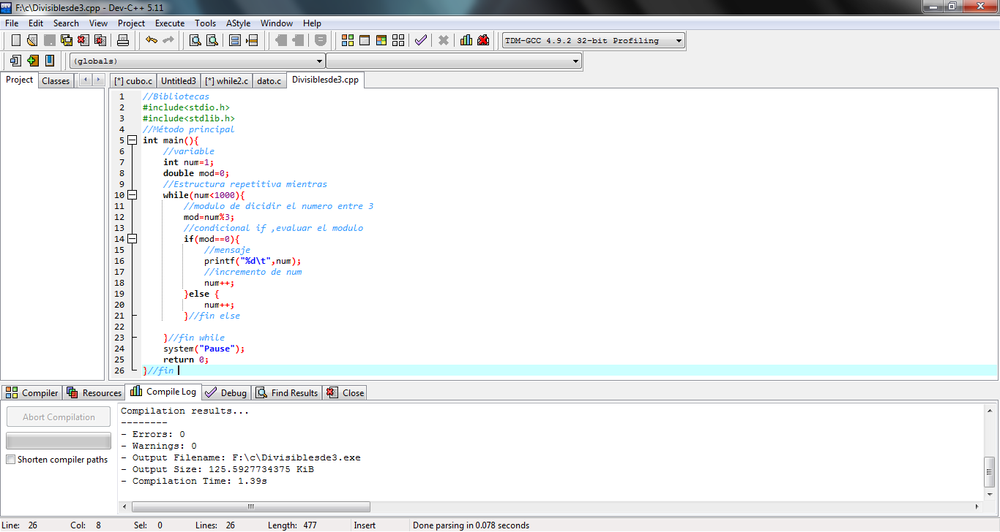 F:\c\Divisiblesde3.cpp - Dev-C++ 5.11
File Edit Search View Project Execute Tools AStyle Window Help
TDM-GCC 4.9.2 32-bit Profiling
(globals)
Project Classes [*] cubo.c Untitled3 [*] while2.c dato.c Divisiblesde3.cpp
1 //Bibliotecas
2 #include<stdio.h>
3 #include<stdlib.h>
4 //Método principal
5 int main(){
6 //variable
7 int num=1;
8 double mod=0;
9 //Estructura repetitiva mientras
10 while(num<1000){
11 //modulo de dicidir el numero entre 3
12 mod=num%3;
13 //condicional if ,evaluar el modulo
14 if(mod==0){
15 //mensaje
16 printf("%d\t",num);
17 //incremento de num
18 num++;
19 }else {
20 num++;
21 }//fin else
22
23 }//fin while
24 system("Pause");
25 return 0;
26 }//fin
Compiler Resources Compile Log Debug Find Results Close
Abort Compilation
Shorten compiler paths
Compilation results...
--------
- Errors: 0
- Warnings: 0
- Output Filename: F:\c\Divisiblesde3.exe
- Output Size: 125.5927734375 KiB
- Compilation Time: 1.39s
Line: 26 Col: 8 Sel: 0 Lines: 26 Length: 477 Insert Done parsing in 0.078 seconds